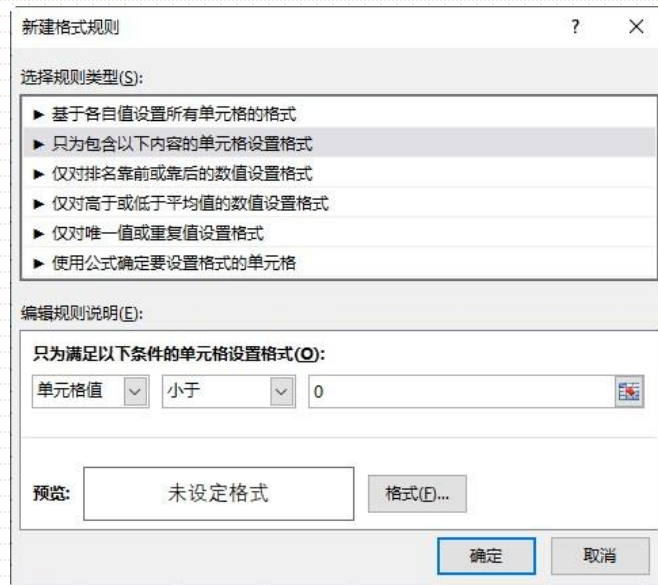 新建格式规则 ?
选择规则类型(S):
► 基于各自值设置所有单元格的格式
► 只为包含以下内容的单元格设置格式
► 仅对排名靠前或靠后的数值设置格式
► 仅对高于或低于平均值的数值设置格式
► 仅对唯一值或重复值设置格式
► 使用公式确定要设置格式的单元格
编辑规则说明(E):
只为满足以下条件的单元格设置格式(O):
单元格值 小于 0
预览: 未设定格式 格式(F)...
确定 取消